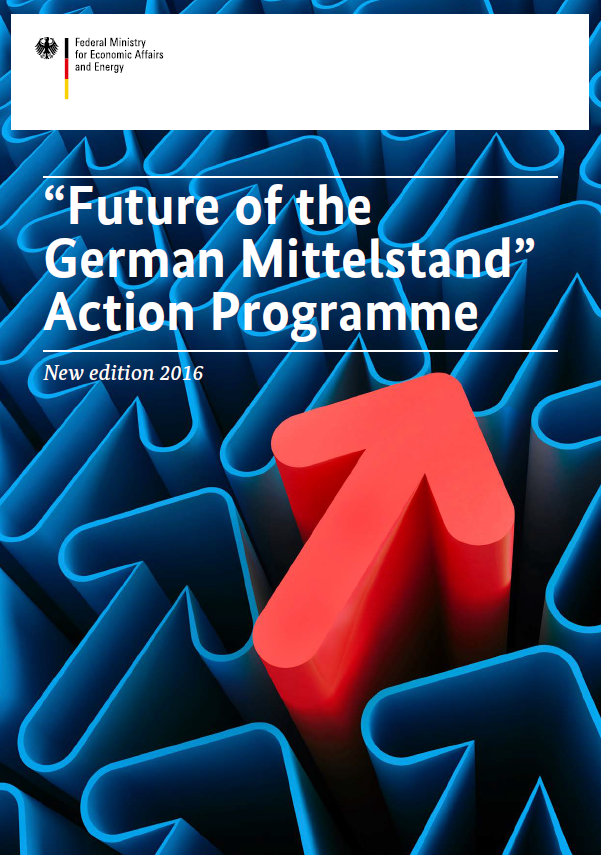 Federal Ministry
for Economic Affairs
and Energy
“Future of the
German Mittelstand”
Action Programme
New edition 2016